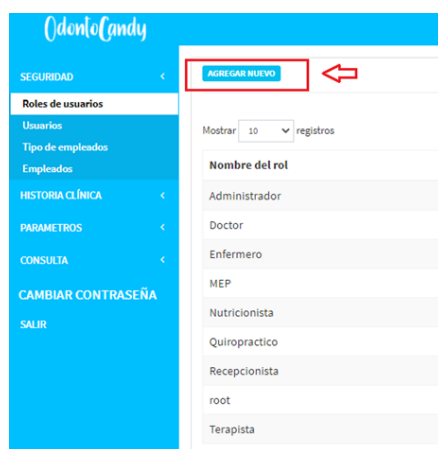 OdontoCandy
SEGURIDAD <
Roles de usuarios
Usuarios
Tipo de empleados
Empleados
HISTORIA CLÍNICA <
PARAMETROS <
CONSULTA <
CAMBIAR CONTRASEÑA
SALIR
AGREGAR NUEVO
Mostrar 10 registros
Nombre del rol
Administrador
Doctor
Enfermero
MEP
Nutricionista
Quiropractico
Recepcionista
root
Terapista